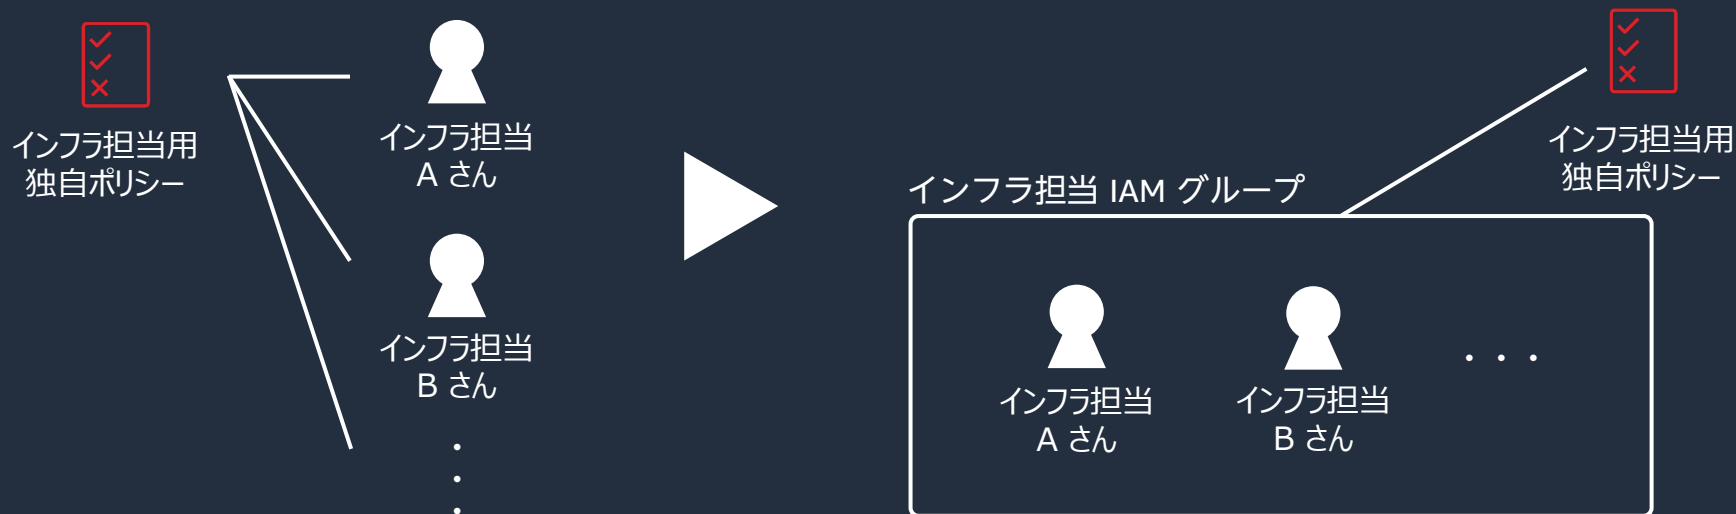 インフラ担当用
独自ポリシー
インフラ担当
A さん
インフラ担当
B さん
・
・
・
インフラ担当 IAM グループ
インフラ担当
A さん
インフラ担当
B さん
・・・
インフラ担当用
独自ポリシー